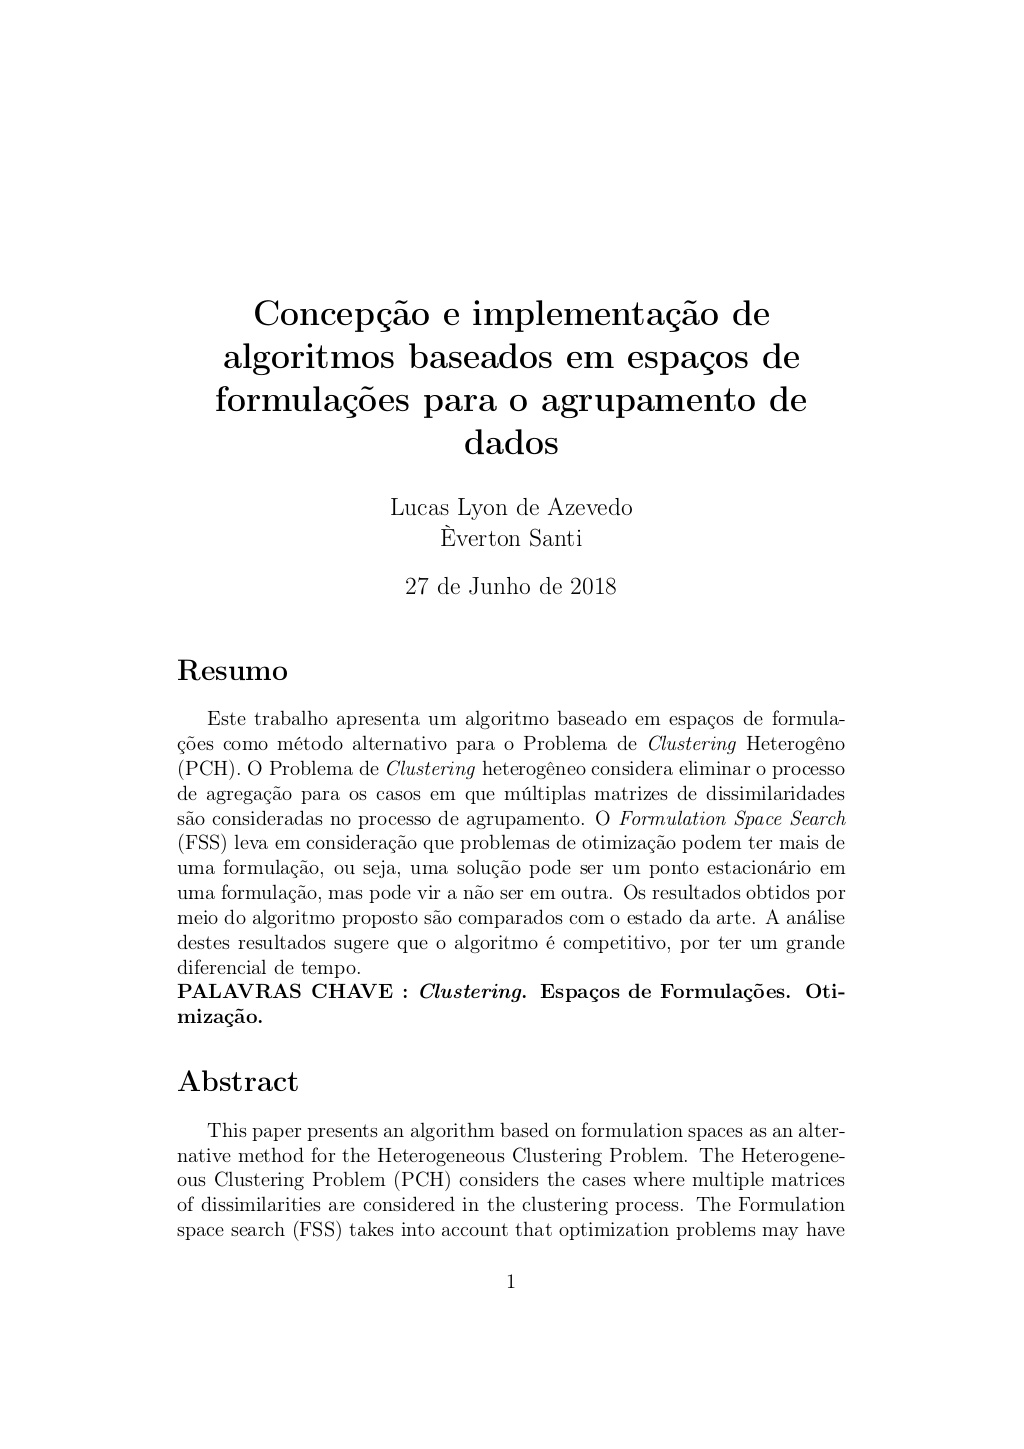 Concepção e implementação de
algoritmos baseados em espaços de
formulações para o agrupamento de
dados
Lucas Lyon de Azevedo
Èverton Santi
27 de Junho de 2018
Resumo
Este trabalho apresenta um algoritmo baseado em espaços de formula-
ções como método alternativo para o Problema de Clustering Heterogêno
(PCH). O Problema de Clustering heterogêneo considera eliminar o processo
de agregação para os casos em que múltiplas matrizes de dissimilaridades
são consideradas no processo de agrupamento. O Formulation Space Search
(FSS) leva em consideração que problemas de otimização podem ter mais de
uma formulação, ou seja, uma solução pode ser um ponto estacionário em
uma formulação, mas pode vir a não ser em outra. Os resultados obtidos por
meio do algoritmo proposto são comparados com o estado da arte. A análise
destes resultados sugere que o algoritmo é competitivo, por ter um grande
diferencial de tempo.
PALAVRAS CHAVE : Clustering. Espaços de Formulações. Oti-
mização.
Abstract
This paper presents an algorithm based on formulation spaces as an alter-
native method for the Heterogeneous Clustering Problem. The Heterogene-
ous Clustering Problem (PCH) considers the cases where multiple matrices
of dissimilarities are considered in the clustering process. The Formulation
space search (FSS) takes into account that optimization problems may have
1